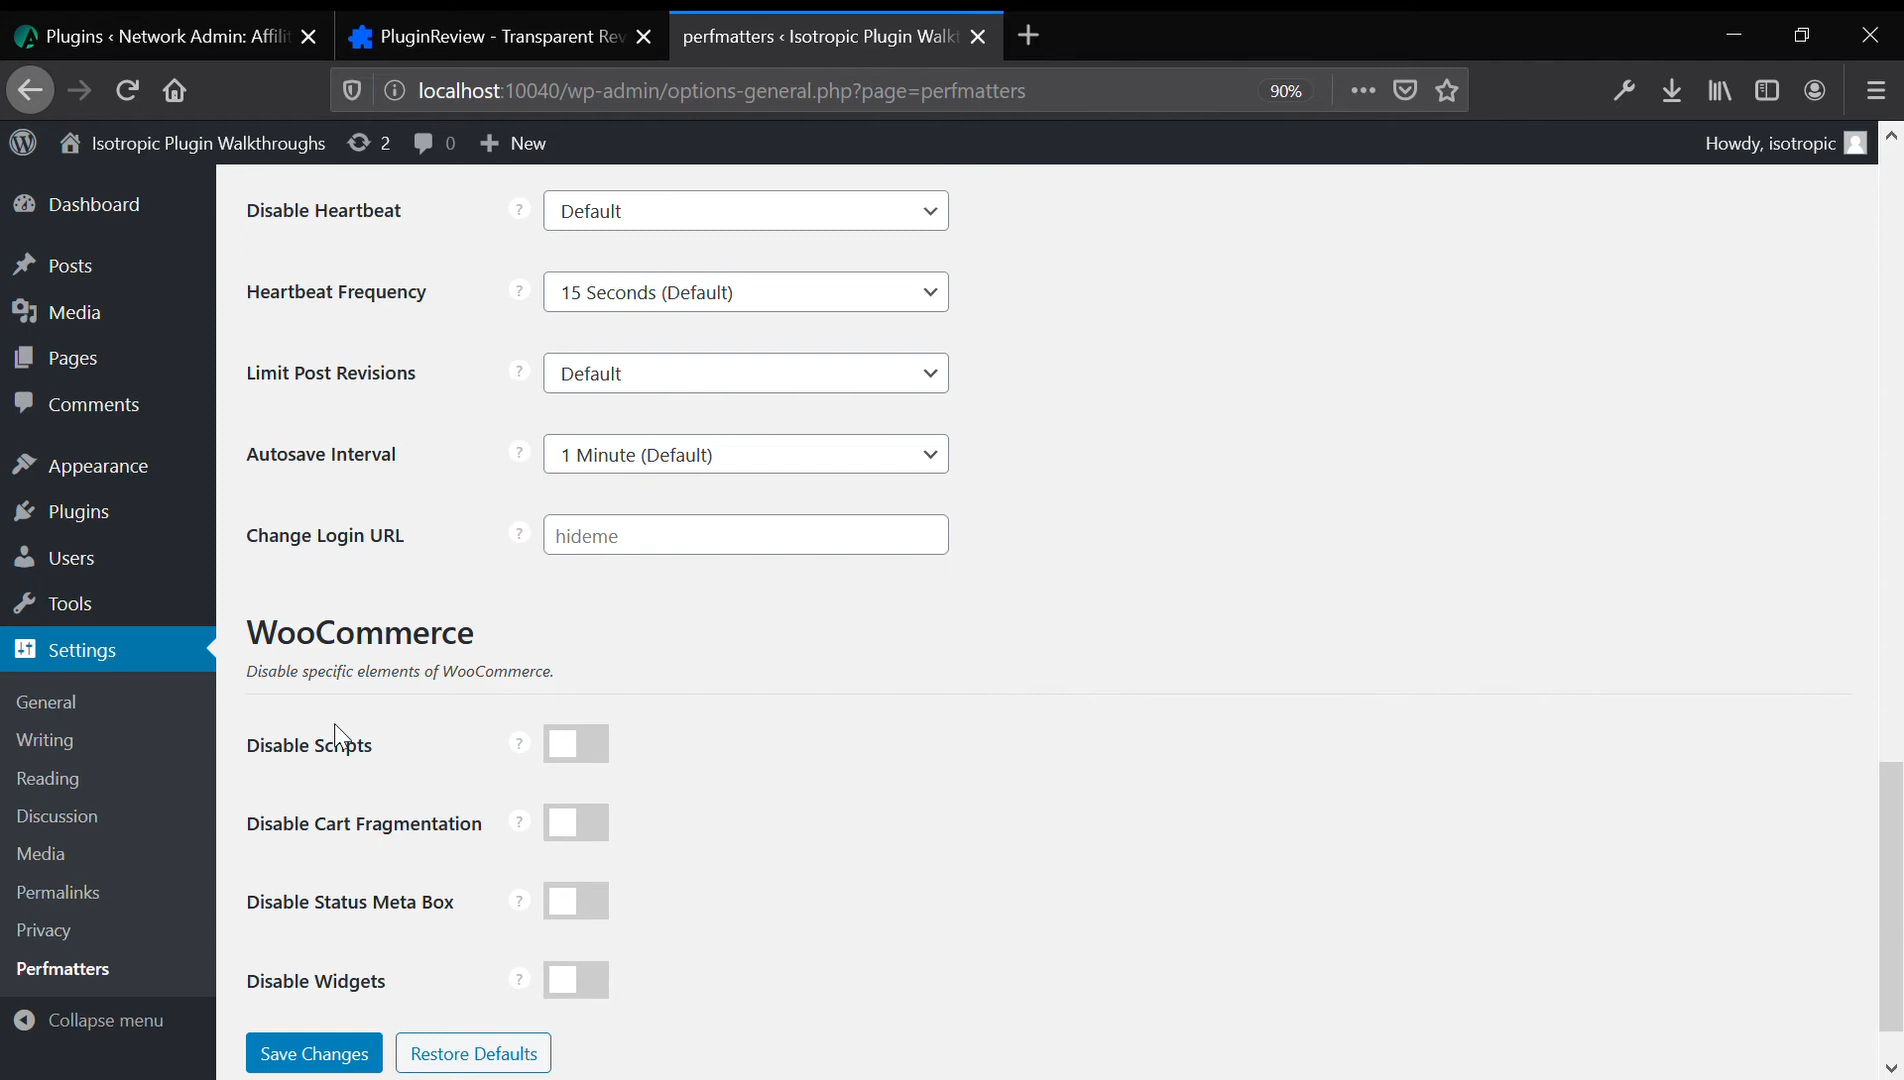 Plugins ‹ Network Admin: Affili
PluginReview - Transparent Rev
perfmatters ‹ Isotropic Plugin Walkt
localhost:10040/wp-admin/options-general.php?page=perfmatters
90%
Isotropic Plugin Walkthroughs
2
0
New
Howdy, isotropic
Dashboard
Posts
Media
Pages
Comments
Appearance
Plugins
Users
Tools
Settings
General
Writing
Reading
Discussion
Media
Permalinks
Privacy
Perfmatters
Collapse menu
Disable Heartbeat ? Default
Heartbeat Frequency ? 15 Seconds (Default)
Limit Post Revisions ? Default
Autosave Interval ? 1 Minute (Default)
Change Login URL ? hideme
WooCommerce
Disable specific elements of WooCommerce.
Disable Scripts ?
Disable Cart Fragmentation ?
Disable Status Meta Box ?
Disable Widgets ?
Save Changes
Restore Defaults